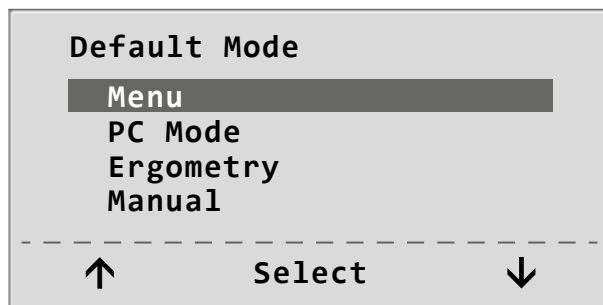 Default Mode
Menu
PC Mode
Ergometry
Manual
↑ Select ↓